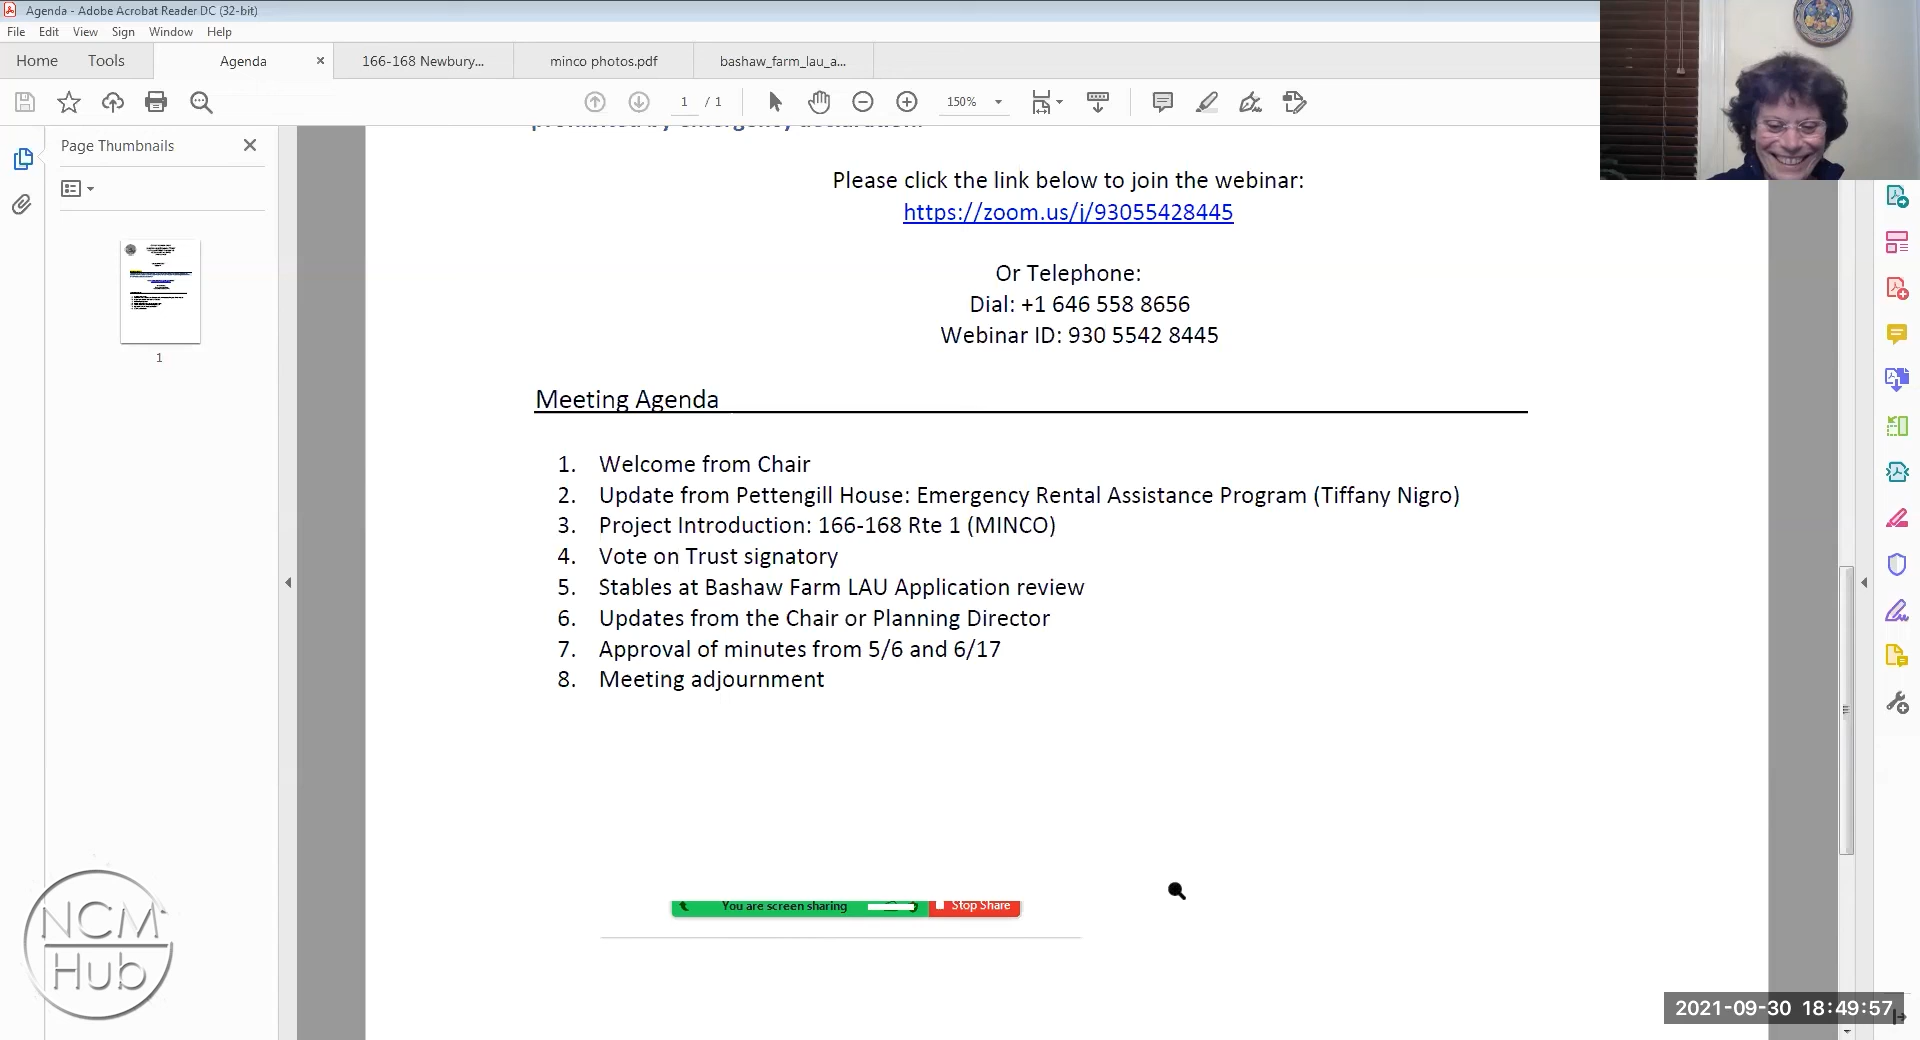 Agenda - Adobe Acrobat Reader DC (32-bit)
File Edit View Sign Window Help
Home Tools Agenda 166-168 Newbury... minco photos.pdf bashaw_farm_lau_a...
1 / 1 150%
Page Thumbnails
1
prohibited by emergency declaration.
Please click the link below to join the webinar:
https://zoom.us/j/93055428445
Or Telephone:
Dial: +1 646 558 8656
Webinar ID: 930 5542 8445
Meeting Agenda
1. Welcome from Chair
2. Update from Pettengill House: Emergency Rental Assistance Program (Tiffany Nigro)
3. Project Introduction: 166-168 Rte 1 (MINCO)
4. Vote on Trust signatory
5. Stables at Bashaw Farm LAU Application review
6. Updates from the Chair or Planning Director
7. Approval of minutes from 5/6 and 6/17
8. Meeting adjournment
You are screen sharing Stop Share
NCM
Hub
2021-09-30 18:49:57